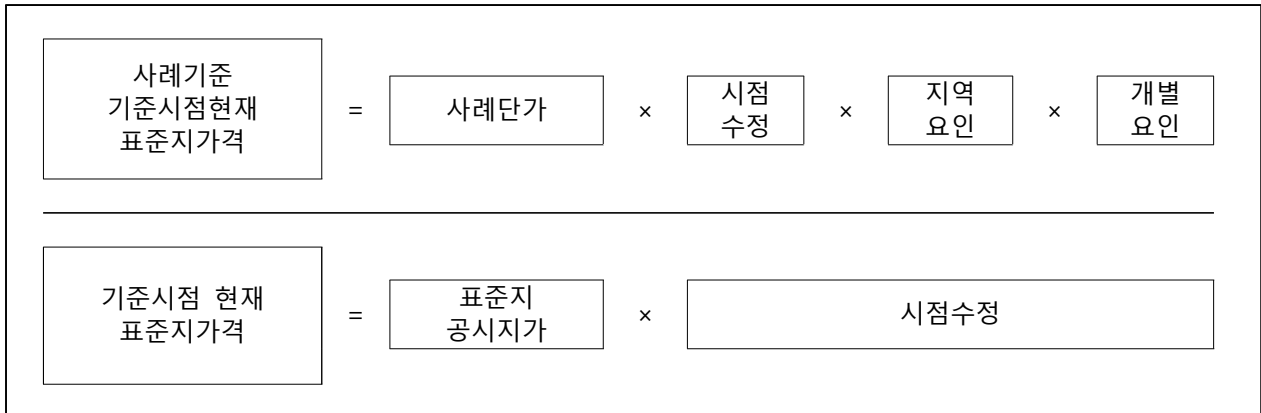 사례기준
기준시점현재
표준지가격
=
사례단가
×
시점
수정
×
지역
요인
×
개별
요인
기준시점 현재
표준지가격
=
표준지
공시지가
×
시점수정